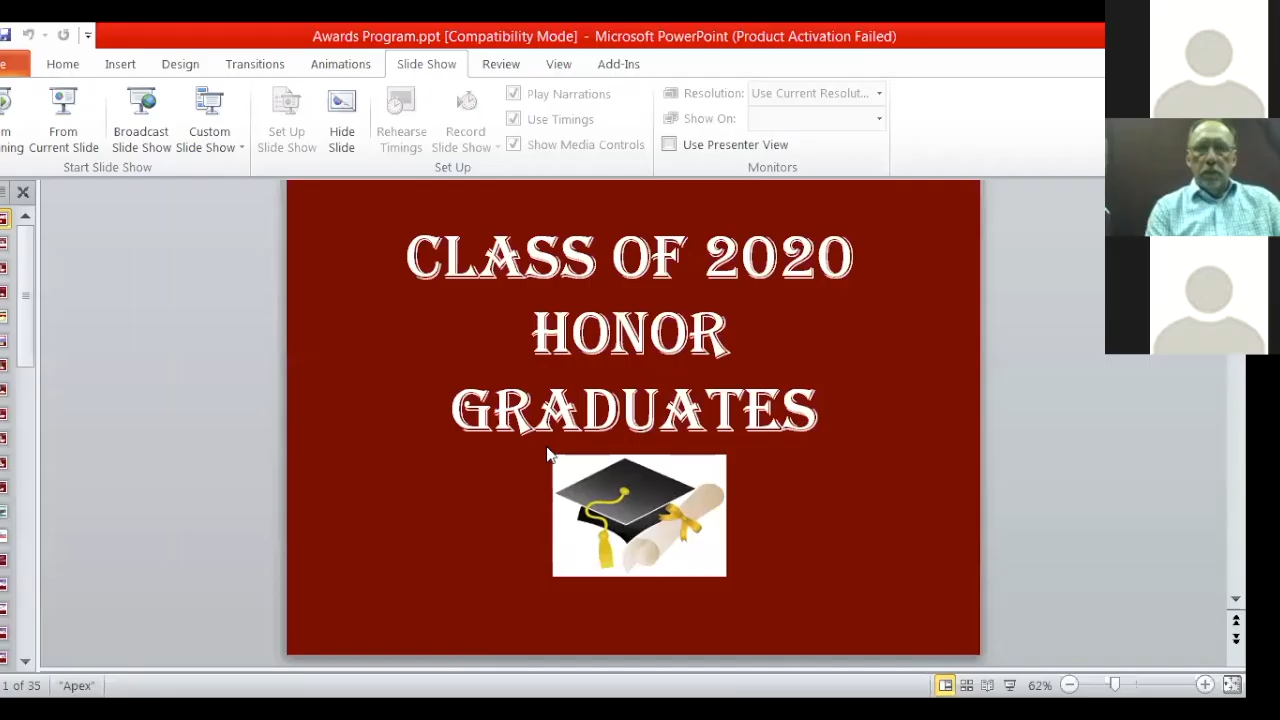 Awards Program.ppt [Compatibility Mode] - Microsoft PowerPoint (Product Activation Failed)
Home Insert Design Transitions Animations Slide Show Review View Add-Ins
From Current Slide
Broadcast Slide Show
Custom Slide Show
Set Up Slide Show
Hide Slide
Rehearse Timings
Record Slide Show
Play Narrations
Use Timings
Show Media Controls
Resolution: Use Current Resolut...
Show On:
Use Presenter View
Start Slide Show
Set Up
Monitors
CLASS OF 2020
HONOR
GRADUATES
1 of 35 "Apex" 62%